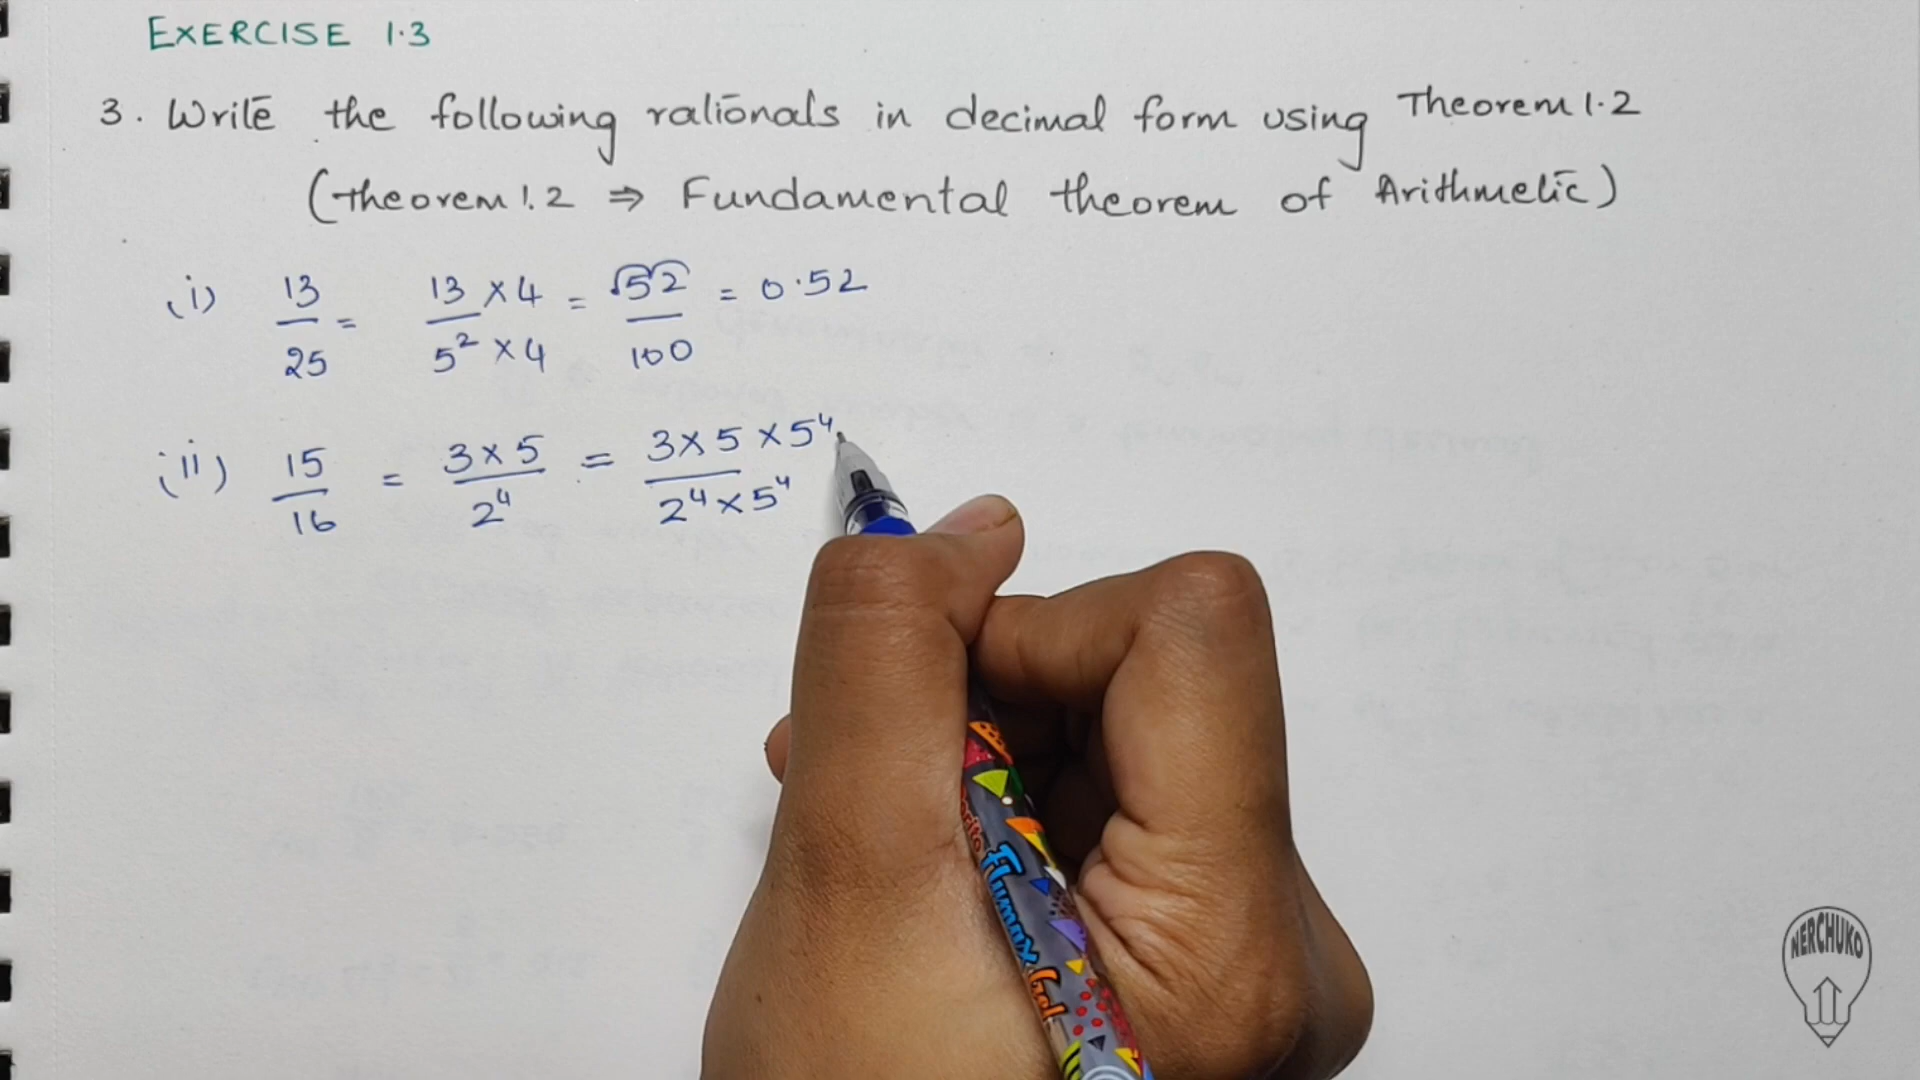 EXERCISE 1.3
3. Write the following rationals in decimal form using Theorem 1.2
(Theorem 1.2 ⇒ Fundamental theorem of Arithmetic)
(i) 13/25 = 13 × 4 / 5² × 4 = 52/100 = 0.52
(ii) 15/16 = 3 × 5 / 2⁴ = 3 × 5 × 5⁴ / 2⁴ × 5⁴
Flumax Gel
NERCHUKO